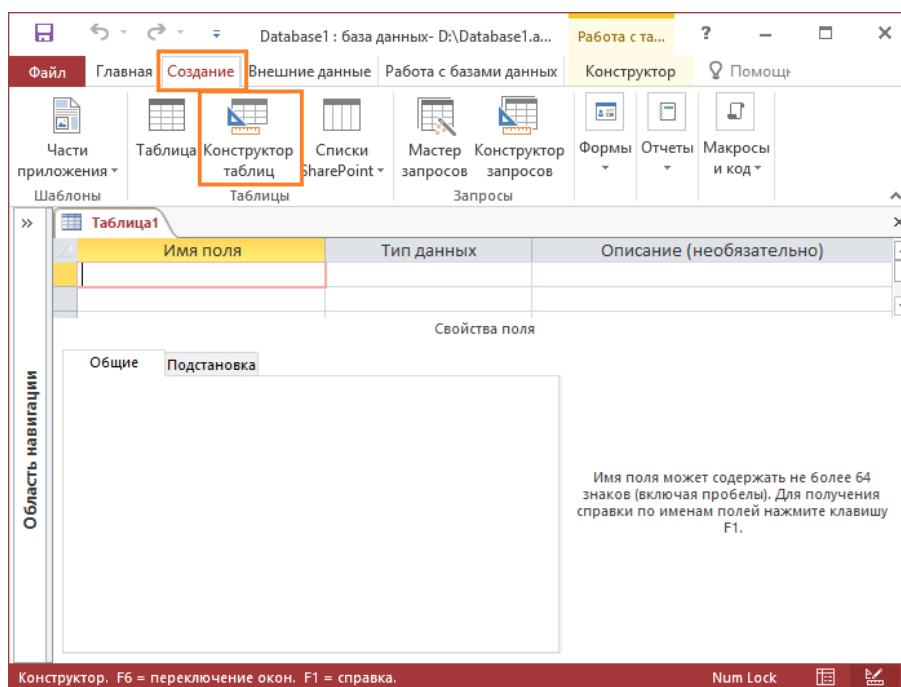 Database1 : база данных- D:\Database1.a...
Работа с та...
?
Файл Главная Создание Внешние данные Работа с базами данных Конструктор Помощн
Части приложения
Таблица
Конструктор таблиц
Списки SharePoint
Мастер запросов
Конструктор запросов
Формы
Отчеты
Макросы и код
Шаблоны
Таблицы
Запросы
»
Таблица1
Имя поля Тип данных Описание (необязательно)
Свойства поля
Общие Подстановка
Область навигации
Имя поля может содержать не более 64
знаков (включая пробелы). Для получения
справки по именам полей нажмите клавишу
F1.
Конструктор. F6 = переключение окон. F1 = справка.
Num Lock